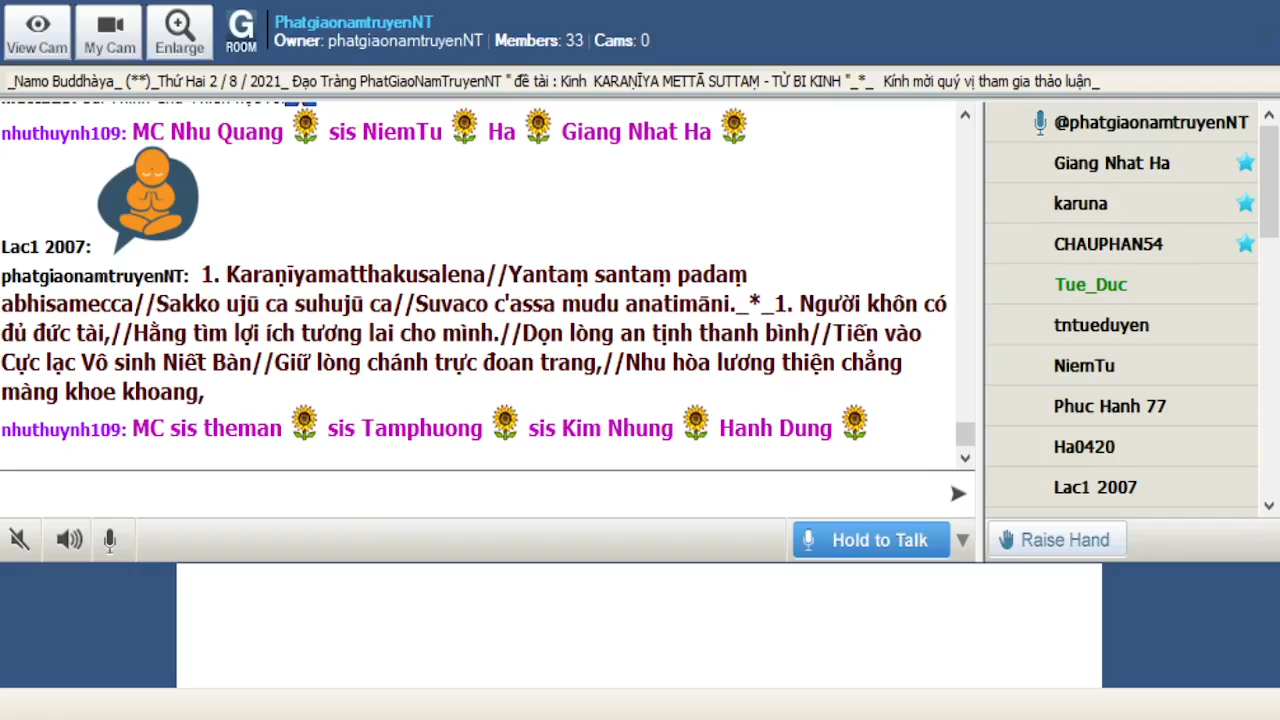 View Cam
My Cam
Enlarge
G
ROOM
PhatgiaonamtruyenNT
Owner: phatgiaonamtruyenNT | Members: 33 | Cams: 0
_Namo Buddhàya_ (**)_Thứ Hai 2 / 8 / 2021_ Đạo Tràng PhatGiaoNamTruyenNT " đề tài : Kinh KARAṆĪYA METTĀ SUTTAṂ - TỪ BI KINH "_*_ Kính mời quý vị tham gia thảo luận_
nhuthuynh109: MC Nhu Quang sis NiemTu Ha Giang Nhat Ha
Lac1 2007:
phatgiaonamtruyenNT: 1. Karaṇīyamatthakusalena//Yantaṃ santaṃ padaṃ
abhisamecca//Sakko ujū ca suhujū ca//Suvaco c'assa mudu anatimāni._*_1. Người khôn có
đủ đức tài,//Hằng tìm lợi ích tương lai cho mình.//Dọn lòng an tịnh thanh bình//Tiến vào
Cực lạc Vô sinh Niết Bàn//Giữ lòng chánh trực đoan trang,//Nhu hòa lương thiện chẳng
màng khoe khoang,
nhuthuynh109: MC sis theman sis Tamphuong sis Kim Nhung Hanh Dung
@phatgiaonamtruyenNT
Giang Nhat Ha
karuna
CHAUPHAN54
Tue_Duc
tntueduyen
NiemTu
Phuc Hanh 77
Ha0420
Lac1 2007
Hold to Talk
Raise Hand